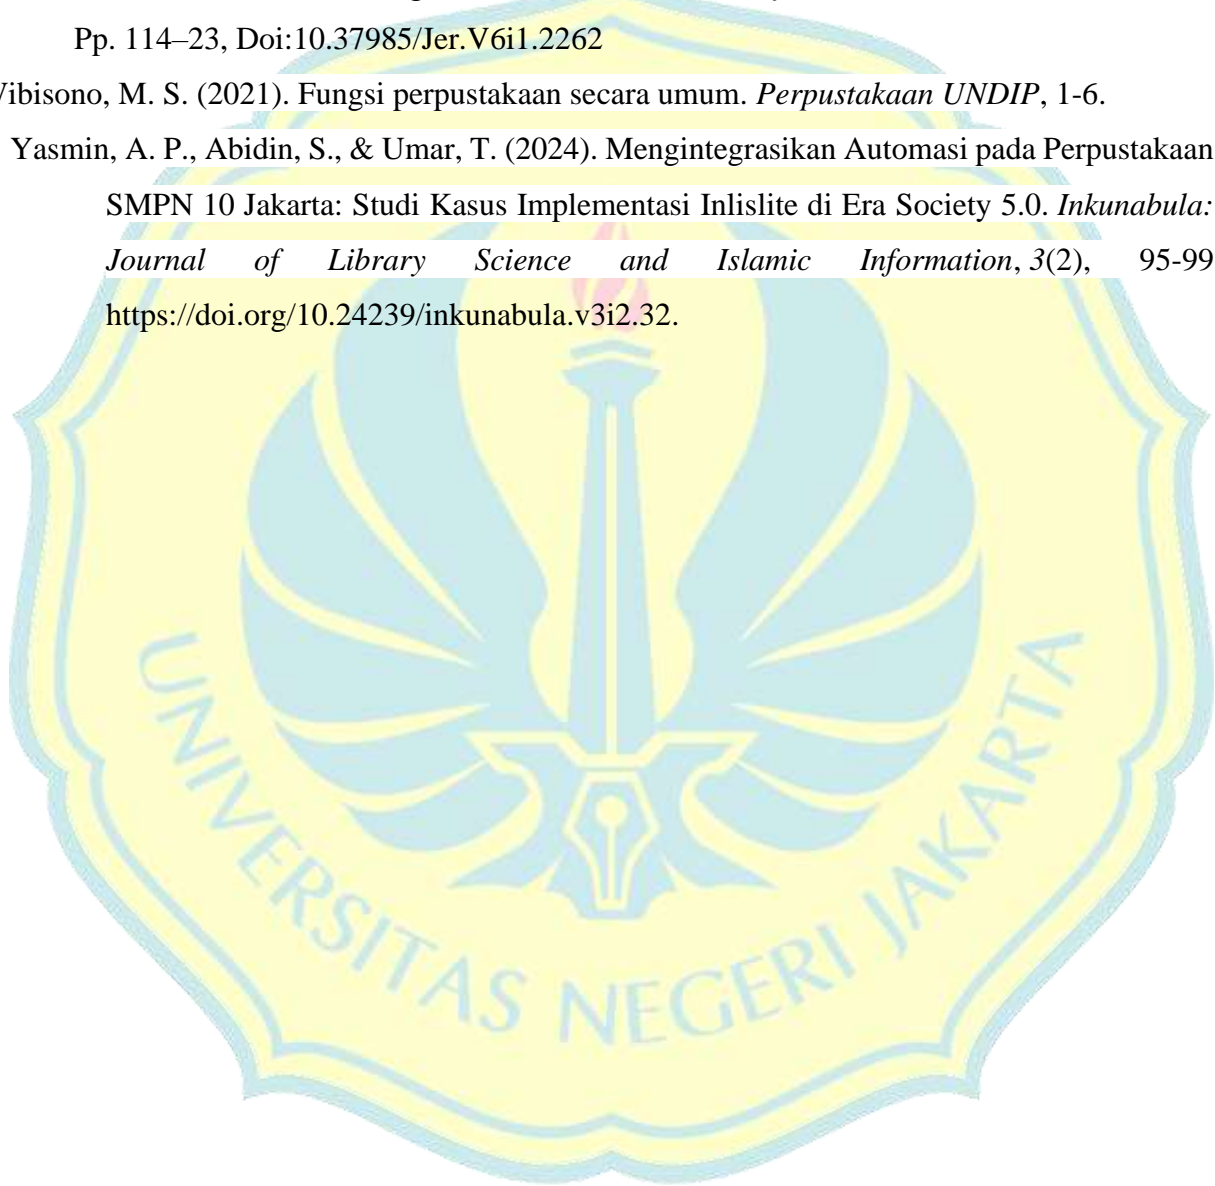 Pp. 114–23, Doi:10.37985/Jer.V6i1.2262
Vibisono, M. S. (2021). Fungsi perpustakaan secara umum. Perpustakaan UNDIP, 1-6.
Yasmin, A. P., Abidin, S., & Umar, T. (2024). Mengintegrasikan Automasi pada Perpustakaan
SMPN 10 Jakarta: Studi Kasus Implementasi Inlislite di Era Society 5.0. Inkunabula:
Journal of Library Science and Islamic Information, 3(2), 95-99
https://doi.org/10.24239/inkunabula.v3i2.32.
UNIVERSITAS NEGERI JAKARTA